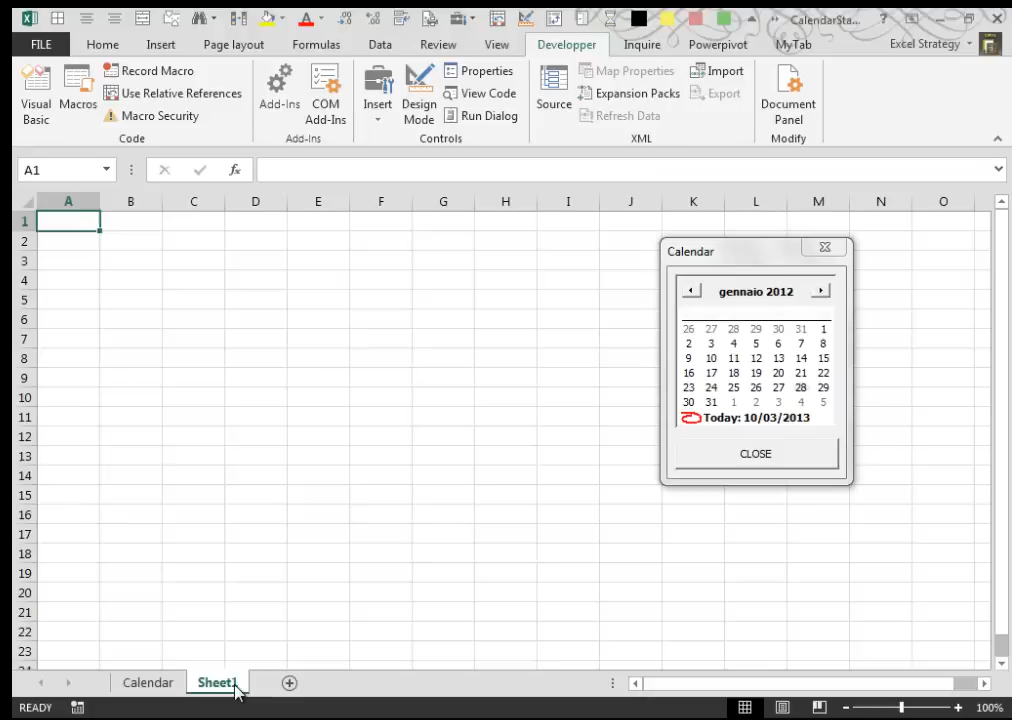 CalendarSta...
FILE Home Insert Page layout Formulas Data Review View Developer Inquire Powerpivot MyTab Excel Strategy
Record Macro Properties Map Properties Import
Use Relative References View Code Expansion Packs Export
Visual Basic Macros Macro Security Add-Ins COM Add-Ins Insert Design Mode Run Dialog Source Refresh Data Document Panel
Code Add-Ins Controls XML Modify
A1 fx
A B C D E F G H I J K L M N O
1
2
3
4
5
6
7
8
9
10
11
12
13
14
15
16
17
18
19
20
21
22
23
Calendar
gennaio 2012
26 27 28 29 30 31 1
2 3 4 5 6 7 8
9 10 11 12 13 14 15
16 17 18 19 20 21 22
23 24 25 26 27 28 29
30 31 1 2 3 4 5
Today: 10/03/2013
CLOSE
Calendar Sheet1
READY 100%